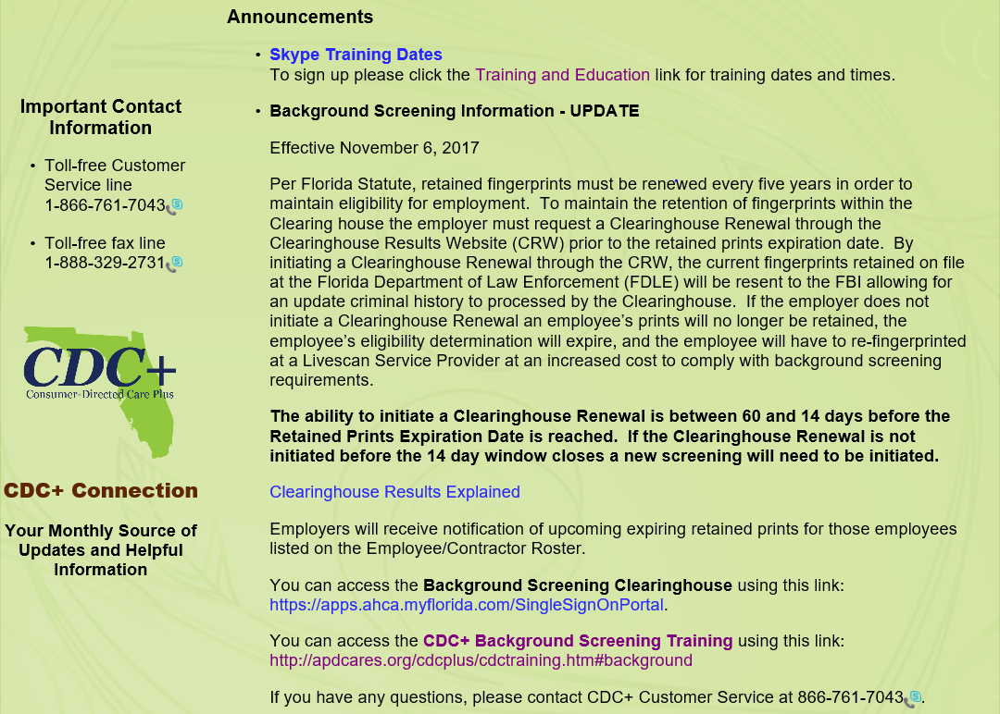 Announcements
• Skype Training Dates
To sign up please click the Training and Education link for training dates and times.
• Background Screening Information - UPDATE
Effective November 6, 2017
Per Florida Statute, retained fingerprints must be renewed every five years in order to
maintain eligibility for employment.  To maintain the retention of fingerprints within the
Clearing house the employer must request a Clearinghouse Renewal through the
Clearinghouse Results Website (CRW) prior to the retained prints expiration date.  By
initiating a Clearinghouse Renewal through the CRW, the current fingerprints retained on file
at the Florida Department of Law Enforcement (FDLE) will be resent to the FBI allowing for
an update criminal history to processed by the Clearinghouse.  If the employer does not
initiate a Clearinghouse Renewal an employee’s prints will no longer be retained, the
employee’s eligibility determination will expire, and the employee will have to re-fingerprinted
at a Livescan Service Provider at an increased cost to comply with background screening
requirements.
The ability to initiate a Clearinghouse Renewal is between 60 and 14 days before the
Retained Prints Expiration Date is reached.  If the Clearinghouse Renewal is not
initiated before the 14 day window closes a new screening will need to be initiated.
Clearinghouse Results Explained
Employers will receive notification of upcoming expiring retained prints for those employees
listed on the Employee/Contractor Roster.
You can access the Background Screening Clearinghouse using this link:
https://apps.ahca.myflorida.com/SingleSignOnPortal.
You can access the CDC+ Background Screening Training using this link:
http://apdcares.org/cdcplus/cdctraining.htm#background
If you have any questions, please contact CDC+ Customer Service at 866-761-7043.
Important Contact
Information
• Toll-free Customer
Service line
1-866-761-7043
• Toll-free fax line
1-888-329-2731
CDC+
Consumer-Directed Care Plus
CDC+ Connection
Your Monthly Source of
Updates and Helpful
Information